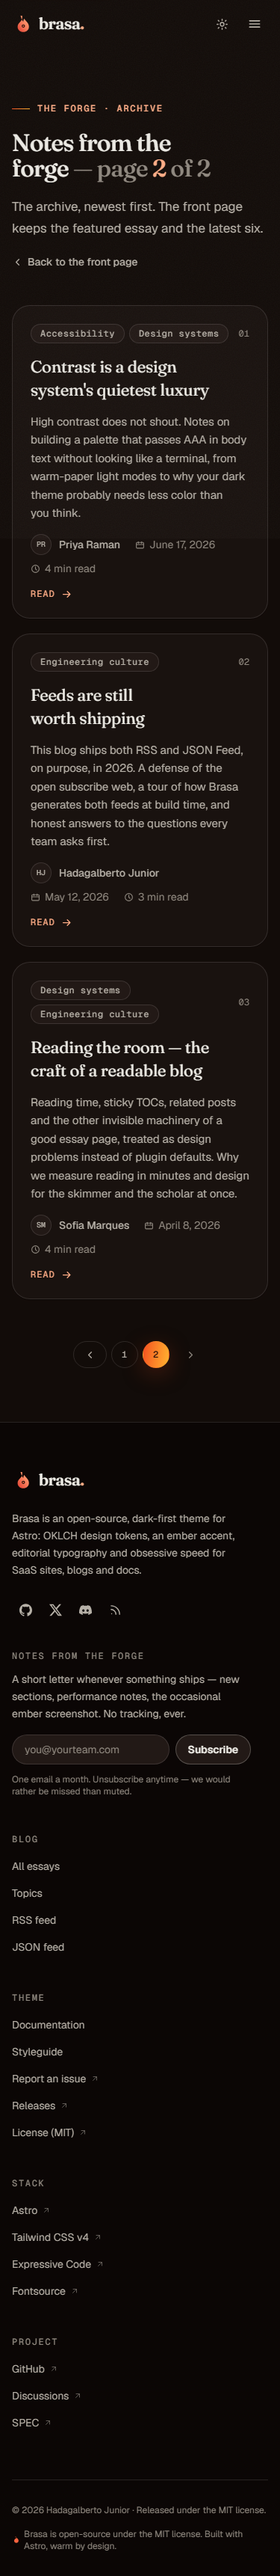 brasa.
THE FORGE · ARCHIVE
Notes from the
forge — page 2 of 2
The archive, newest first. The front page
keeps the featured essay and the latest six.
Back to the front page
Accessibility
Design systems
01
Contrast is a design
system's quietest luxury
High contrast does not shout. Notes on
building a palette that passes AAA in body
text without looking like a terminal, from
warm-paper light modes to why your dark
theme probably needs less color than
you think.
PR Priya Raman June 17, 2026
4 min read
READ →
Engineering culture
02
Feeds are still
worth shipping
This blog ships both RSS and JSON Feed,
on purpose, in 2026. A defense of the
open subscribe web, a tour of how Brasa
generates both feeds at build time, and
honest answers to the questions every
team asks first.
HJ Hadagalberto Junior
May 12, 2026 3 min read
READ →
Design systems
03
Engineering culture
Reading the room — the
craft of a readable blog
Reading time, sticky TOCs, related posts
and the other invisible machinery of a
good essay page, treated as design
problems instead of plugin defaults. Why
we measure reading in minutes and design
for the skimmer and the scholar at once.
SM Sofia Marques April 8, 2026
4 min read
READ →
1 2
brasa.
Brasa is an open-source, dark-first theme for
Astro: OKLCH design tokens, an ember accent,
editorial typography and obsessive speed for
SaaS sites, blogs and docs.
NOTES FROM THE FORGE
A short letter whenever something ships — new
sections, performance notes, the occasional
ember screenshot. No tracking, ever.
you@yourteam.com
Subscribe
One email a month. Unsubscribe anytime — we would
rather be missed than muted.
BLOG
All essays
Topics
RSS feed
JSON feed
THEME
Documentation
Styleguide
Report an issue
Releases
License (MIT)
STACK
Astro
Tailwind CSS v4
Expressive Code
Fontsource
PROJECT
GitHub
Discussions
SPEC
© 2026 Hadagalberto Junior · Released under the MIT license.
Brasa is open-source under the MIT license. Built with
Astro, warm by design.